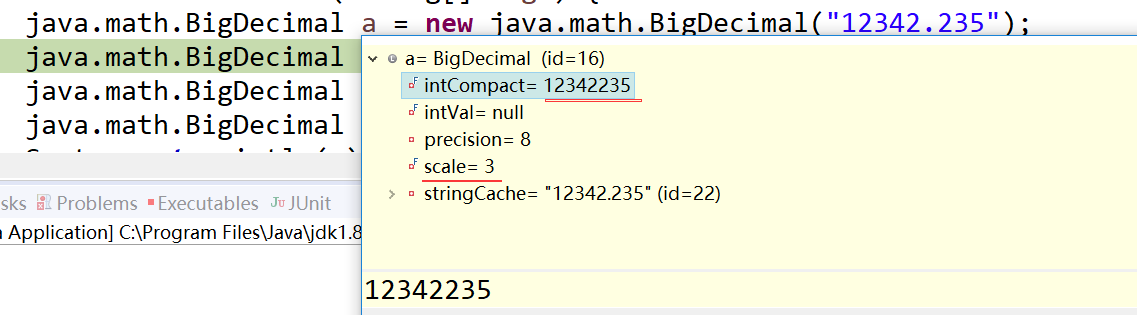 java.math.BigDecimal a = new java.math.BigDecimal("12342.235");
java.math.BigDecimal
java.math.BigDecimal
java.math.BigDecimal
a= BigDecimal (id=16)
intCompact= 12342235
intVal= null
precision= 8
scale= 3
stringCache= "12342.235" (id=22)
sks Problems Executables JUnit
Application] C:\Program Files\Java\jdk1.8
12342235